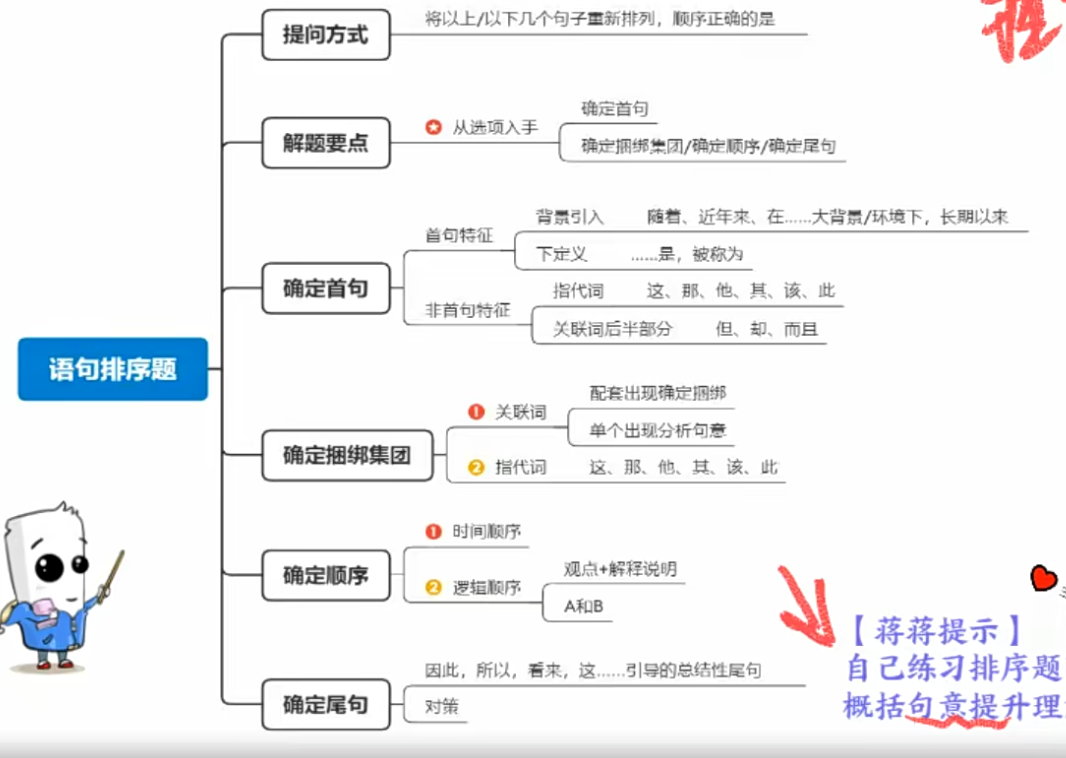 提问方式
将以上/以下几个句子重新排列，顺序正确的是
解题要点
从选项入手
确定首句
确定捆绑集团/确定顺序/确定尾句
确定首句
首句特征
背景引入 随着、近年来、在……大背景/环境下，长期以来
下定义 ……是，被称为
非首句特征
指代词 这、那、他、其、该、此
关联词后半部分 但、却、而且
语句排序题
确定捆绑集团
1 关联词
配套出现确定捆绑
单个出现分析句意
2 指代词 这、那、他、其、该、此
确定顺序
1 时间顺序
2 逻辑顺序
观点+解释说明
A和B
确定尾句
因此，所以，看来，这……引导的总结性尾句
对策
【蒋蒋提示】
自己练习排序题
概括句意提升理